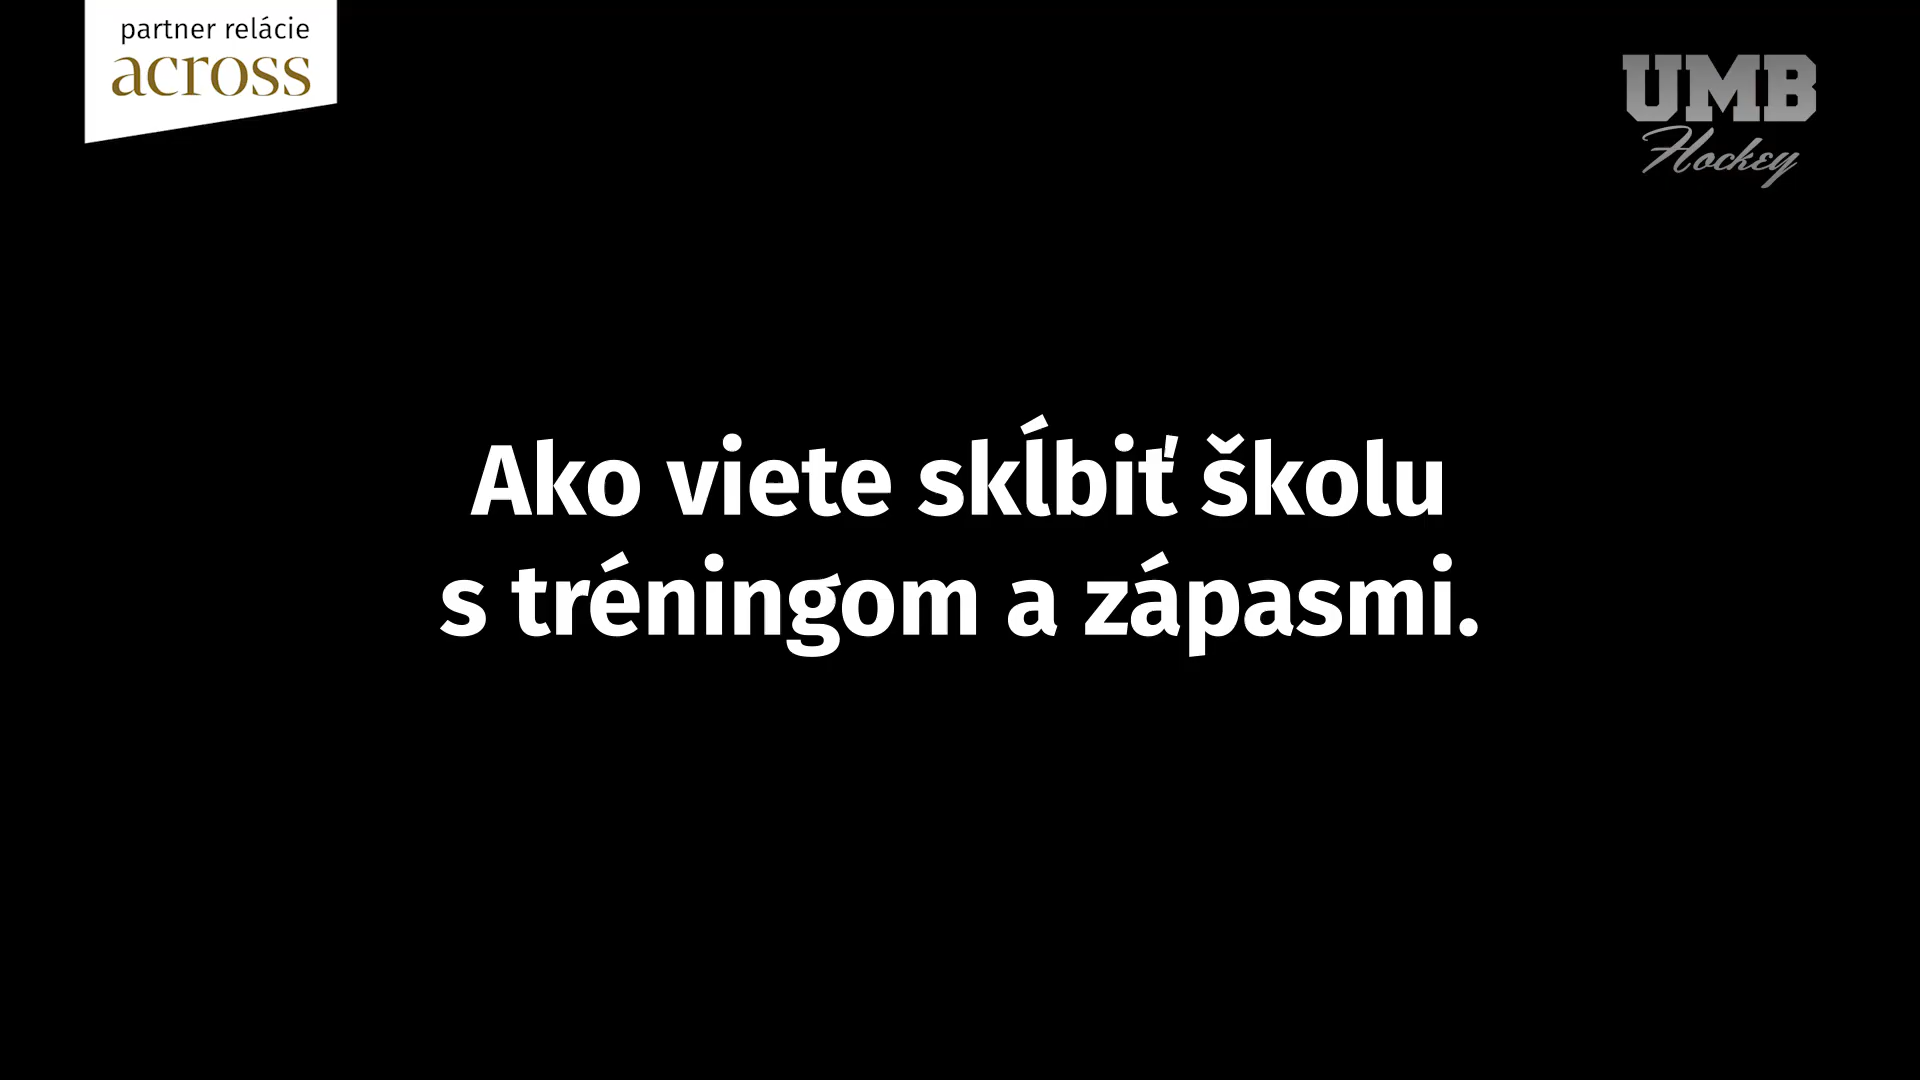 partner relácie
across
UMB
Hockey
Ako viete skĺbiť školu
s tréningom a zápasmi.